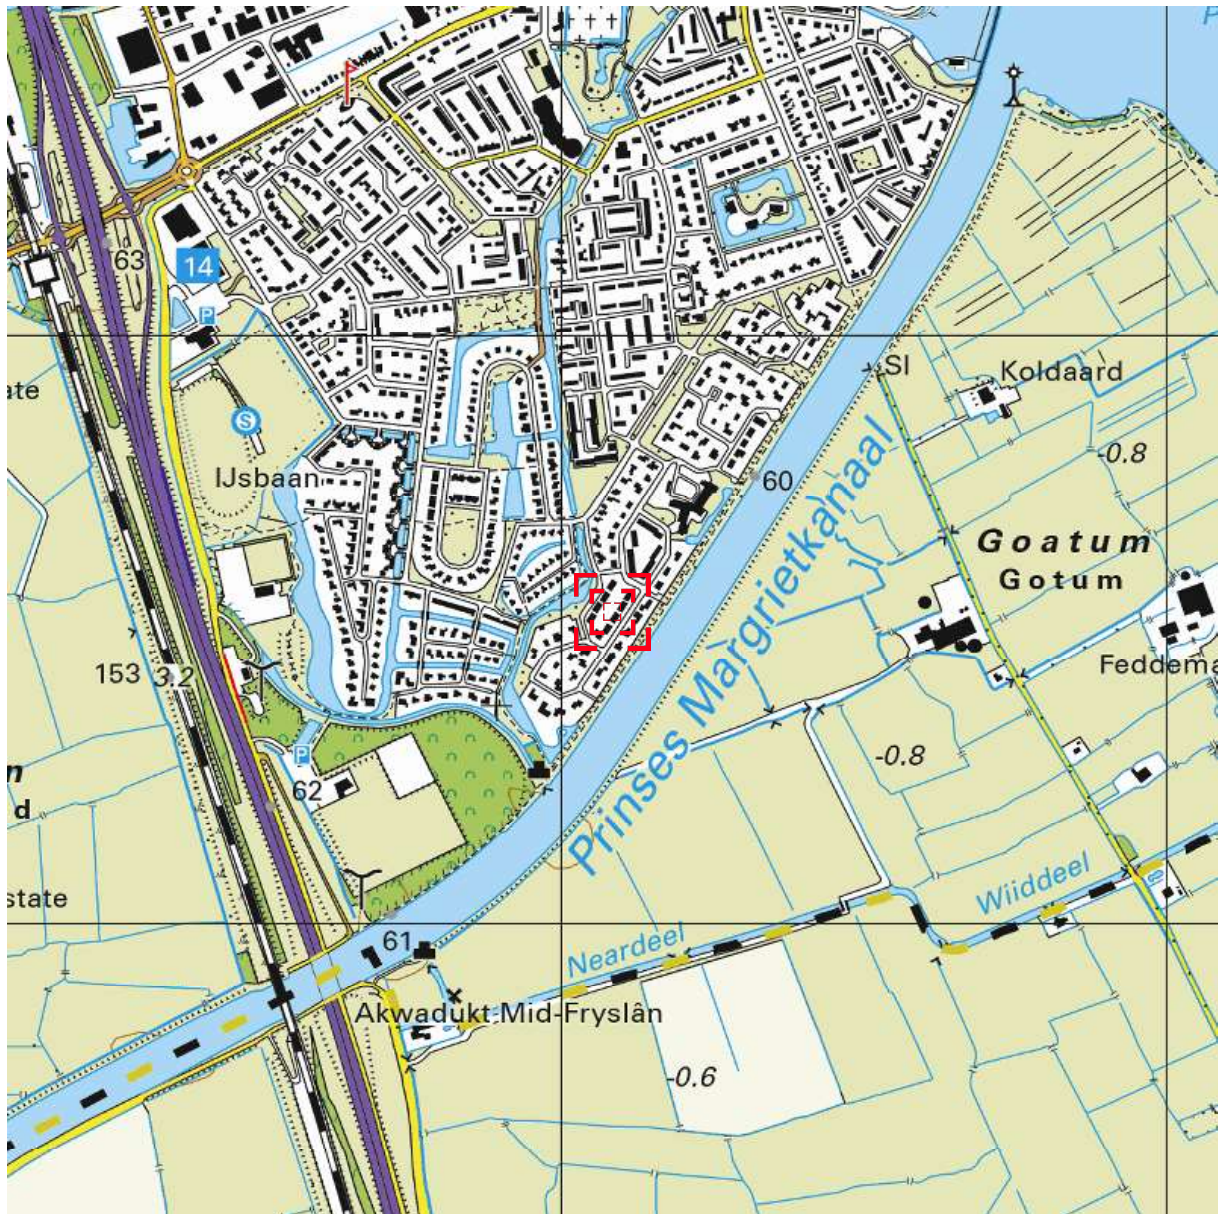 P
63
14
P
ate
Sl
Koldaard
-0.8
S
IJsbaan
60
Goatum
Gotum
Prinses Margrietkanaal
153
3.2
Feddema
n
d
P
62
-0.8
state
Wiiddeel
Neardeel
61
Akwadukt Mid-Fryslân
-0.6